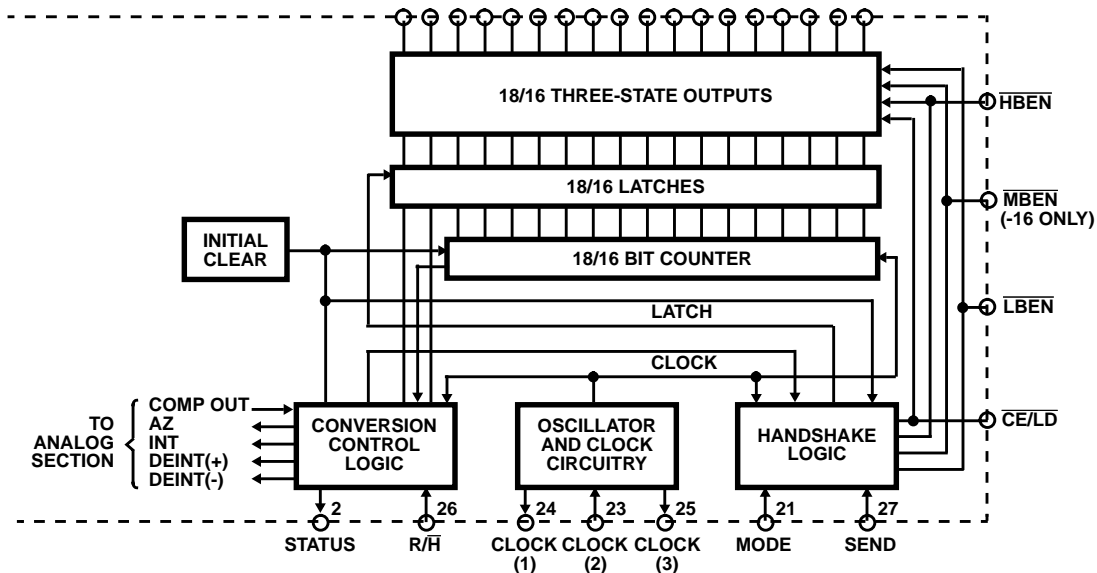 18/16 THREE-STATE OUTPUTS
HBEN
18/16 LATCHES
MBEN
(-16 ONLY)
INITIAL
CLEAR
18/16 BIT COUNTER
LATCH
LBEN
CLOCK
TO
ANALOG
SECTION
COMP OUT
AZ
INT
DEINT(+)
DEINT(-)
CONVERSION
CONTROL
LOGIC
OSCILLATOR
AND CLOCK
CIRCUITRY
HANDSHAKE
LOGIC
CE/LD
2
26
24
23
25
21
27
STATUS
R/H
CLOCK
(1)
CLOCK
(2)
CLOCK
(3)
MODE
SEND